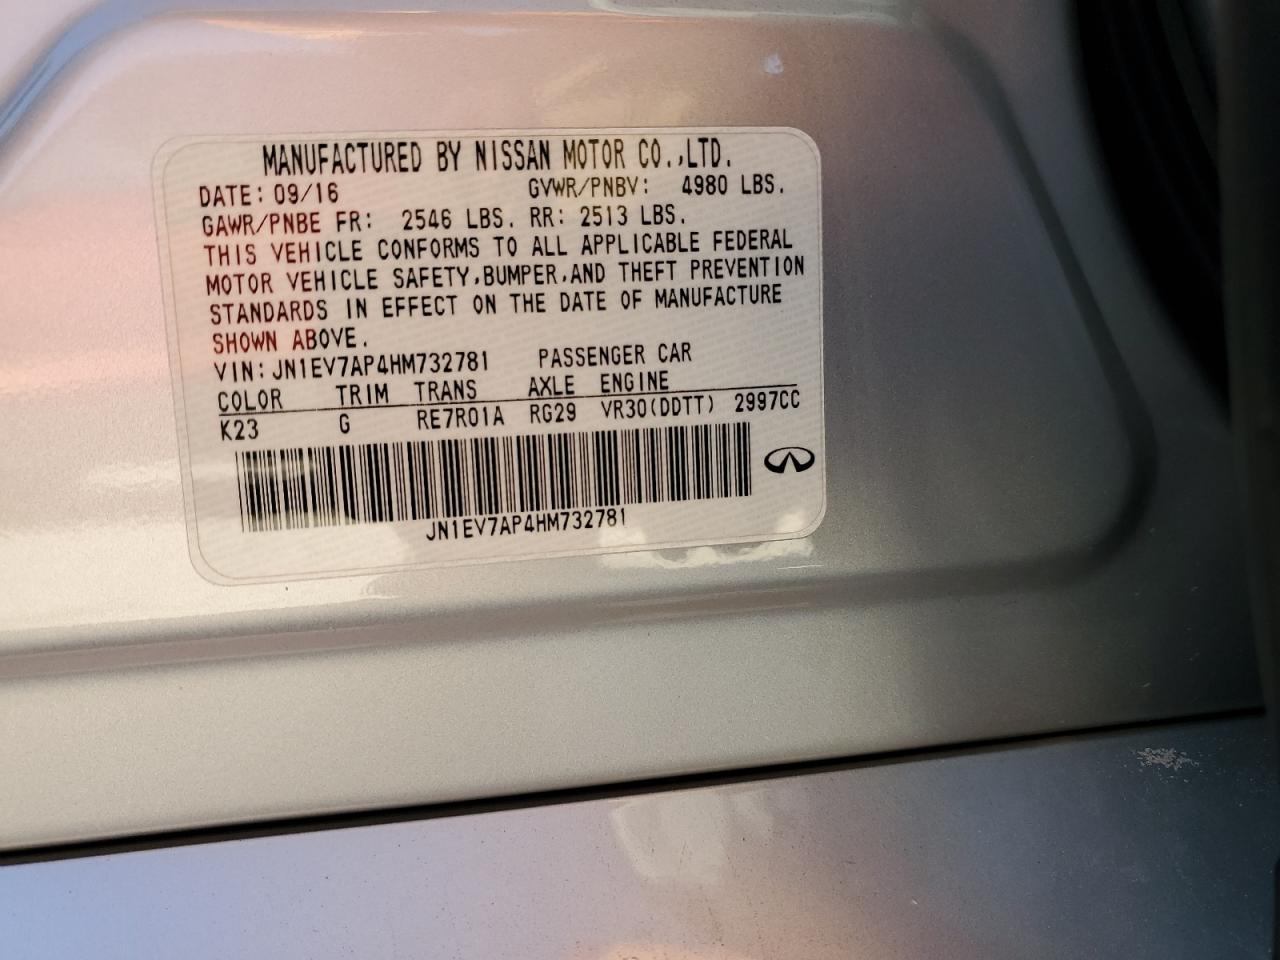 MANUFACTURED BY NISSAN MOTOR CO.,LTD.
DATE: 09/16 GVWR/PNBV: 4980 LBS.
GAWR/PNBE FR: 2546 LBS. RR: 2513 LBS.
THIS VEHICLE CONFORMS TO ALL APPLICABLE FEDERAL
MOTOR VEHICLE SAFETY,BUMPER,AND THEFT PREVENTION
STANDARDS IN EFFECT ON THE DATE OF MANUFACTURE
SHOWN ABOVE.
VIN: JN1EV7AP4HM732781 PASSENGER CAR
COLOR TRIM TRANS AXLE ENGINE
K23 G RE7R01A RG29 VR30(DDTT) 2997CC
JN1EV7AP4HM732781